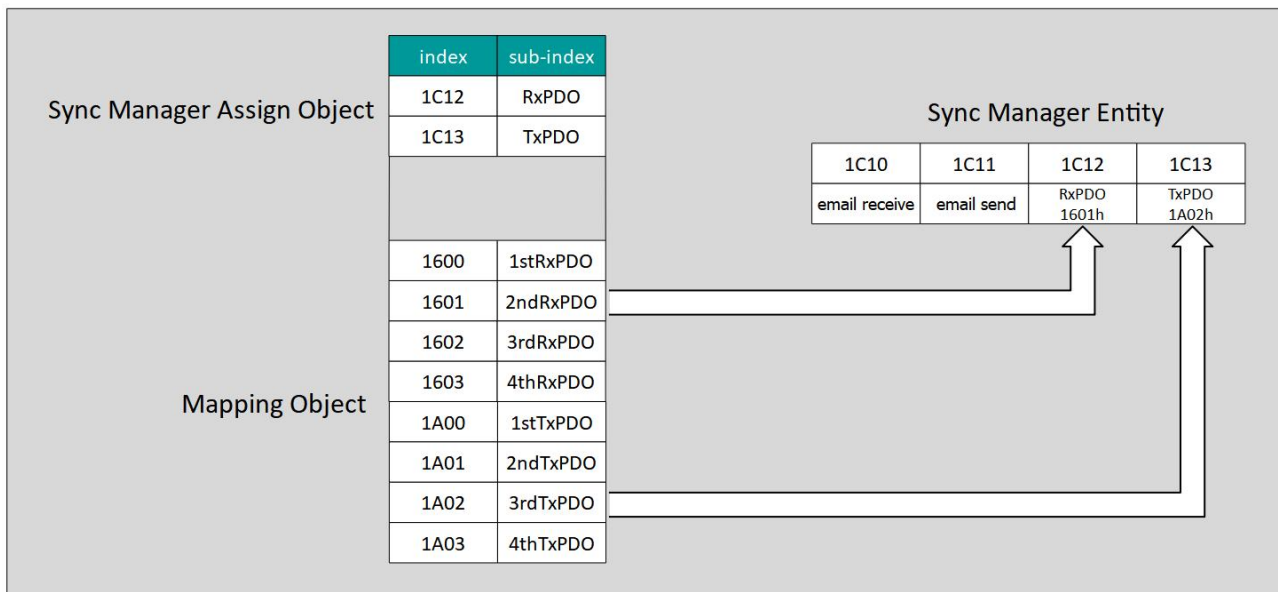 index sub-index
Sync Manager Assign Object
1C12 RxPDO
1C13 TxPDO
Sync Manager Entity
1C10 1C11 1C12 1C13
email receive email send RxPDO 1601h TxPDO 1A02h
Mapping Object
1600 1stRxPDO
1601 2ndRxPDO
1602 3rdRxPDO
1603 4thRxPDO
1A00 1stTxPDO
1A01 2ndTxPDO
1A02 3rdTxPDO
1A03 4thTxPDO